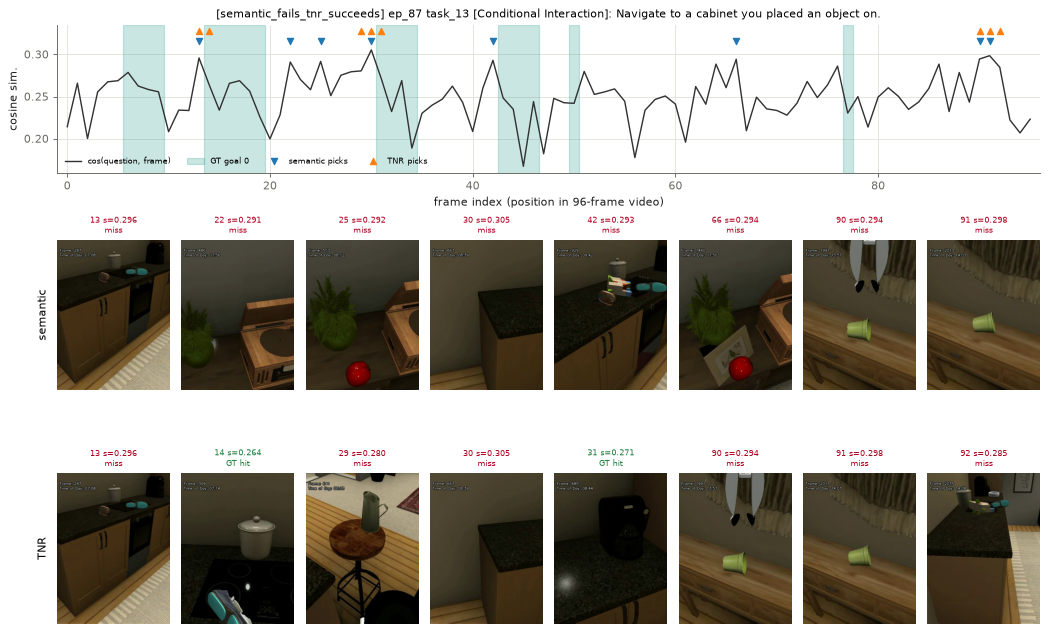 [semantic_fails_tnr_succeeds] ep_87 task_13 [Conditional Interaction]: Navigate to a cabinet you placed an object on.
cosine sim.
0.30
0.25
0.20
cos(question, frame)
GT goal 0
semantic picks
TNR picks
0
20
40
60
80
frame index (position in 96-frame video)
semantic
13 s=0.296
miss
22 s=0.291
miss
25 s=0.292
miss
30 s=0.305
miss
42 s=0.293
miss
66 s=0.294
miss
90 s=0.294
miss
91 s=0.298
miss
TNR
13 s=0.296
miss
14 s=0.264
GT hit
29 s=0.280
miss
30 s=0.305
miss
31 s=0.271
GT hit
90 s=0.294
miss
91 s=0.298
miss
92 s=0.285
miss